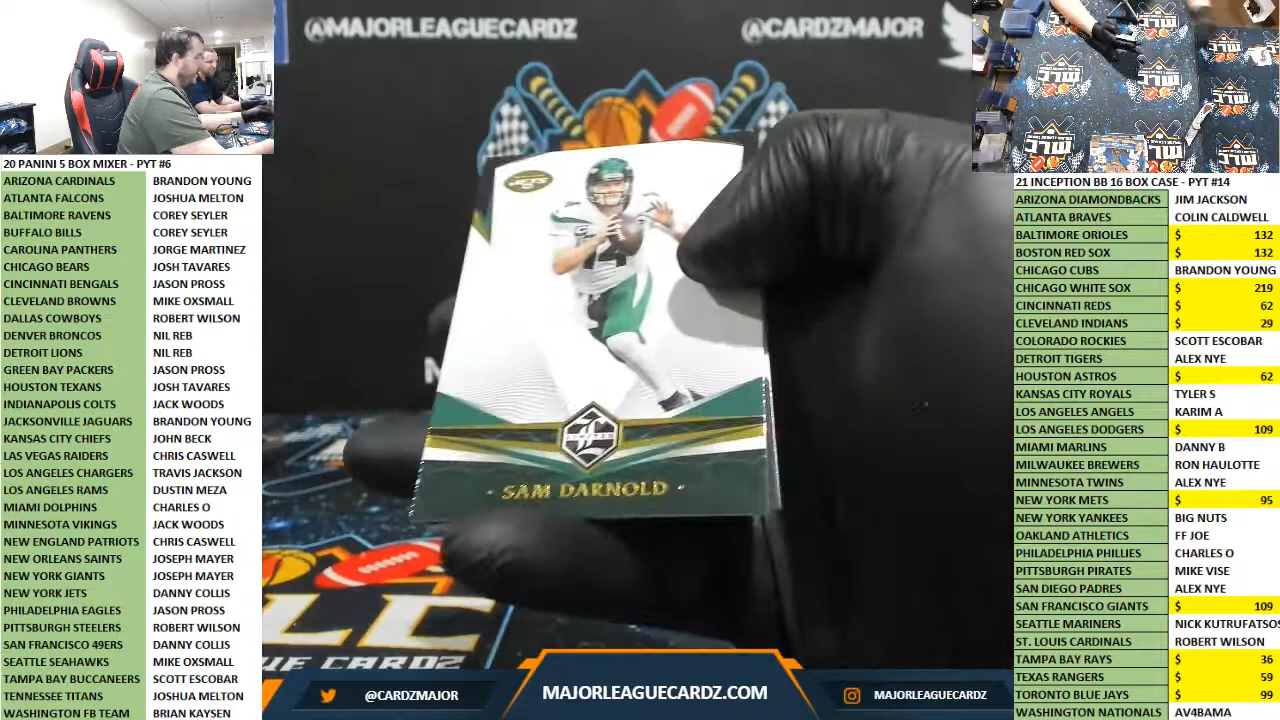 @MAJORLEAGUECARDZ
@CARDZMAJOR
20 PANINI 5 BOX MIXER - PYT #6
ARIZONA CARDINALS BRANDON YOUNG
ATLANTA FALCONS JOSHUA MELTON
BALTIMORE RAVENS COREY SEYLER
BUFFALO BILLS COREY SEYLER
CAROLINA PANTHERS JORGE MARTINEZ
CHICAGO BEARS JOSH TAVARES
CINCINNATI BENGALS JASON PROSS
CLEVELAND BROWNS MIKE OXSMALL
DALLAS COWBOYS ROBERT WILSON
DENVER BRONCOS NIL REB
DETROIT LIONS NIL REB
GREEN BAY PACKERS JASON PROSS
HOUSTON TEXANS JOSH TAVARES
INDIANAPOLIS COLTS JACK WOODS
JACKSONVILLE JAGUARS BRANDON YOUNG
KANSAS CITY CHIEFS JOHN BECK
LAS VEGAS RAIDERS CHRIS CASWELL
LOS ANGELES CHARGERS TRAVIS JACKSON
LOS ANGELES RAMS DUSTIN MEZA
MIAMI DOLPHINS CHARLES O
MINNESOTA VIKINGS JACK WOODS
NEW ENGLAND PATRIOTS CHRIS CASWELL
NEW ORLEANS SAINTS JOSEPH MAYER
NEW YORK GIANTS JOSEPH MAYER
NEW YORK JETS DANNY COLLIS
PHILADELPHIA EAGLES JASON PROSS
PITTSBURGH STEELERS ROBERT WILSON
SAN FRANCISCO 49ERS DANNY COLLIS
SEATTLE SEAHAWKS MIKE OXSMALL
TAMPA BAY BUCCANEERS SCOTT ESCOBAR
TENNESSEE TITANS JOSHUA MELTON
WASHINGTON FB TEAM BRIAN KAYSEN
JETS
LIMITED
· SAM DARNOLD ·
LC
UE CARDZ
@CARDZMAJOR
MAJORLEAGUECARDZ.COM
MAJORLEAGUECARDZ
21 INCEPTION BB 16 BOX CASE - PYT #14
ARIZONA DIAMONDBACKS JIM JACKSON
ATLANTA BRAVES COLIN CALDWELL
BALTIMORE ORIOLES $ 132
BOSTON RED SOX $ 132
CHICAGO CUBS BRANDON YOUNG
CHICAGO WHITE SOX $ 219
CINCINNATI REDS $ 62
CLEVELAND INDIANS $ 29
COLORADO ROCKIES SCOTT ESCOBAR
DETROIT TIGERS ALEX NYE
HOUSTON ASTROS $ 62
KANSAS CITY ROYALS TYLER S
LOS ANGELES ANGELS KARIM A
LOS ANGELES DODGERS $ 109
MIAMI MARLINS DANNY B
MILWAUKEE BREWERS RON HAULOTTE
MINNESOTA TWINS ALEX NYE
NEW YORK METS $ 95
NEW YORK YANKEES BIG NUTS
OAKLAND ATHLETICS FF JOE
PHILADELPHIA PHILLIES CHARLES O
PITTSBURGH PIRATES MIKE VISE
SAN DIEGO PADRES ALEX NYE
SAN FRANCISCO GIANTS $ 109
SEATTLE MARINERS NICK KUTRUFATSOS
ST. LOUIS CARDINALS ROBERT WILSON
TAMPA BAY RAYS $ 36
TEXAS RANGERS $ 59
TORONTO BLUE JAYS $ 99
WASHINGTON NATIONALS AV4BAMA